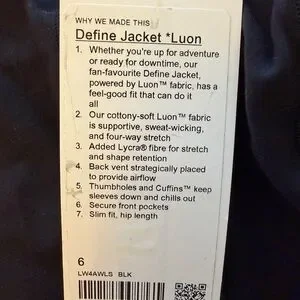 WHY WE MADE THIS
Define Jacket *Luon
1. Whether you're up for adventure
or ready for downtime, our
fan-favourite Define Jacket,
powered by Luon™ fabric, has a
feel-good fit that can do it
all
2. Our cottony-soft Luon™ fabric
is supportive, sweat-wicking,
and four-way stretch
3. Added Lycra® fibre for stretch
and shape retention
4. Back vent strategically placed
to provide airflow
5. Thumbholes and Cuffins™ keep
sleeves down and chills out
6. Secure front pockets
7. Slim fit, hip length
6
LW4AWLS BLK